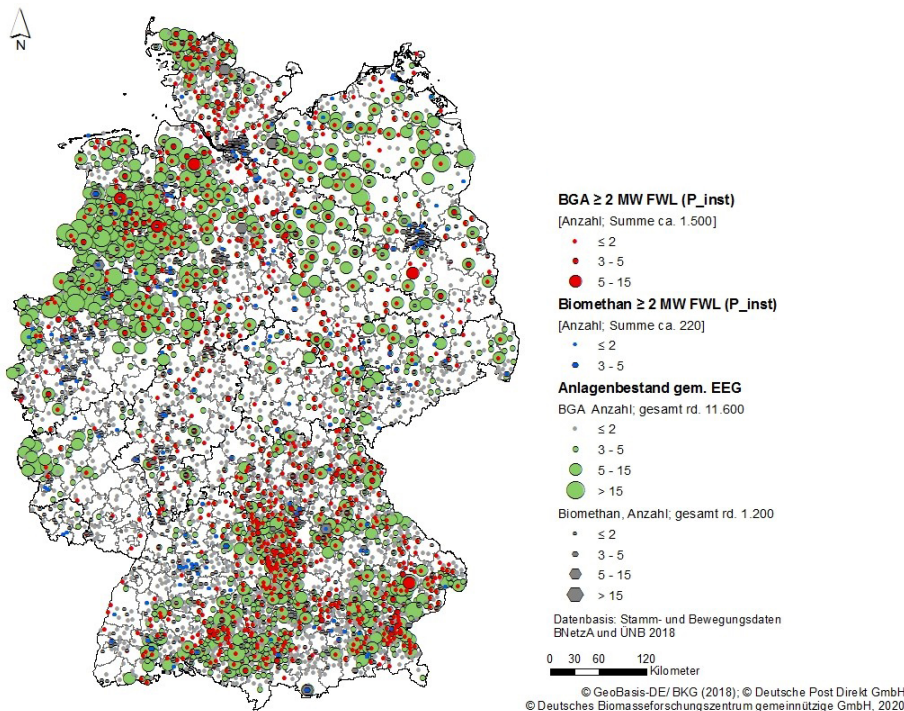 N
BGA ≥ 2 MW FWL (P_inst)
[Anzahl; Summe ca. 1.500]
≤ 2
3 - 5
5 - 15
Biomethan ≥ 2 MW FWL (P_inst)
[Anzahl; Summe ca. 220]
≤ 2
3 - 5
Anlagenbestand gem. EEG
BGA Anzahl; gesamt rd. 11.600
≤ 2
3 - 5
5 - 15
> 15
Biomethan, Anzahl; gesamt rd. 1.200
≤ 2
3 - 5
5 - 15
> 15
Datenbasis: Stamm- und Bewegungsdaten
BNetzA und ÜNB 2018
0 30 60 120
Kilometer
© GeoBasis-DE/ BKG (2018); © Deutsche Post Direkt GmbH
© Deutsches Biomasseforschungszentrum gemeinnützige GmbH, 2020